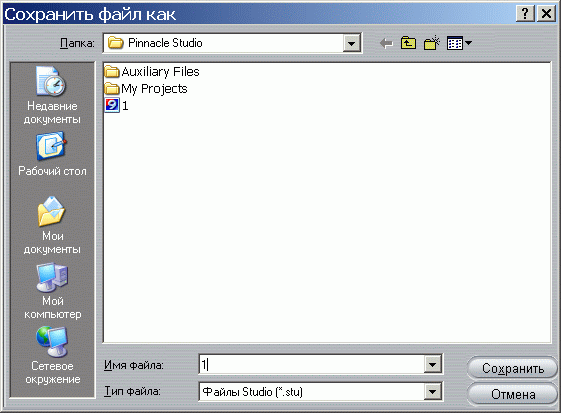 Сохранить файл как
Папка: Pinnacle Studio
Auxiliary Files
My Projects
1
Недавние
документы
Рабочий стол
Мои
документы
Мой
компьютер
Сетевое
окружение
Имя файла: 1
Сохранить
Тип файла: Файлы Studio (*.stu)
Отмена